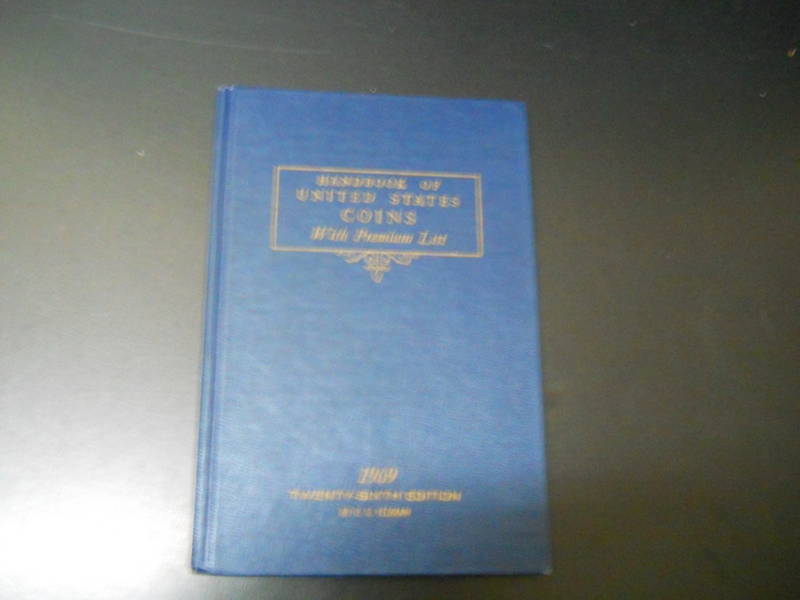 HANDBOOK OF
UNITED STATES
COINS
With Premium List
1969
TWENTY-SIXTH EDITION